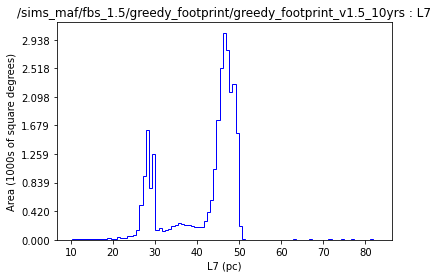 /sims_maf/fbs_1.5/greedy_footprint/greedy_footprint_v1.5_10yrs : L7
2.938
2.518
2.098
1.679
1.259
0.839
0.420
0.000
Area (1000s of square degrees)
10 20 30 40 50 60 70 80
L7 (pc)